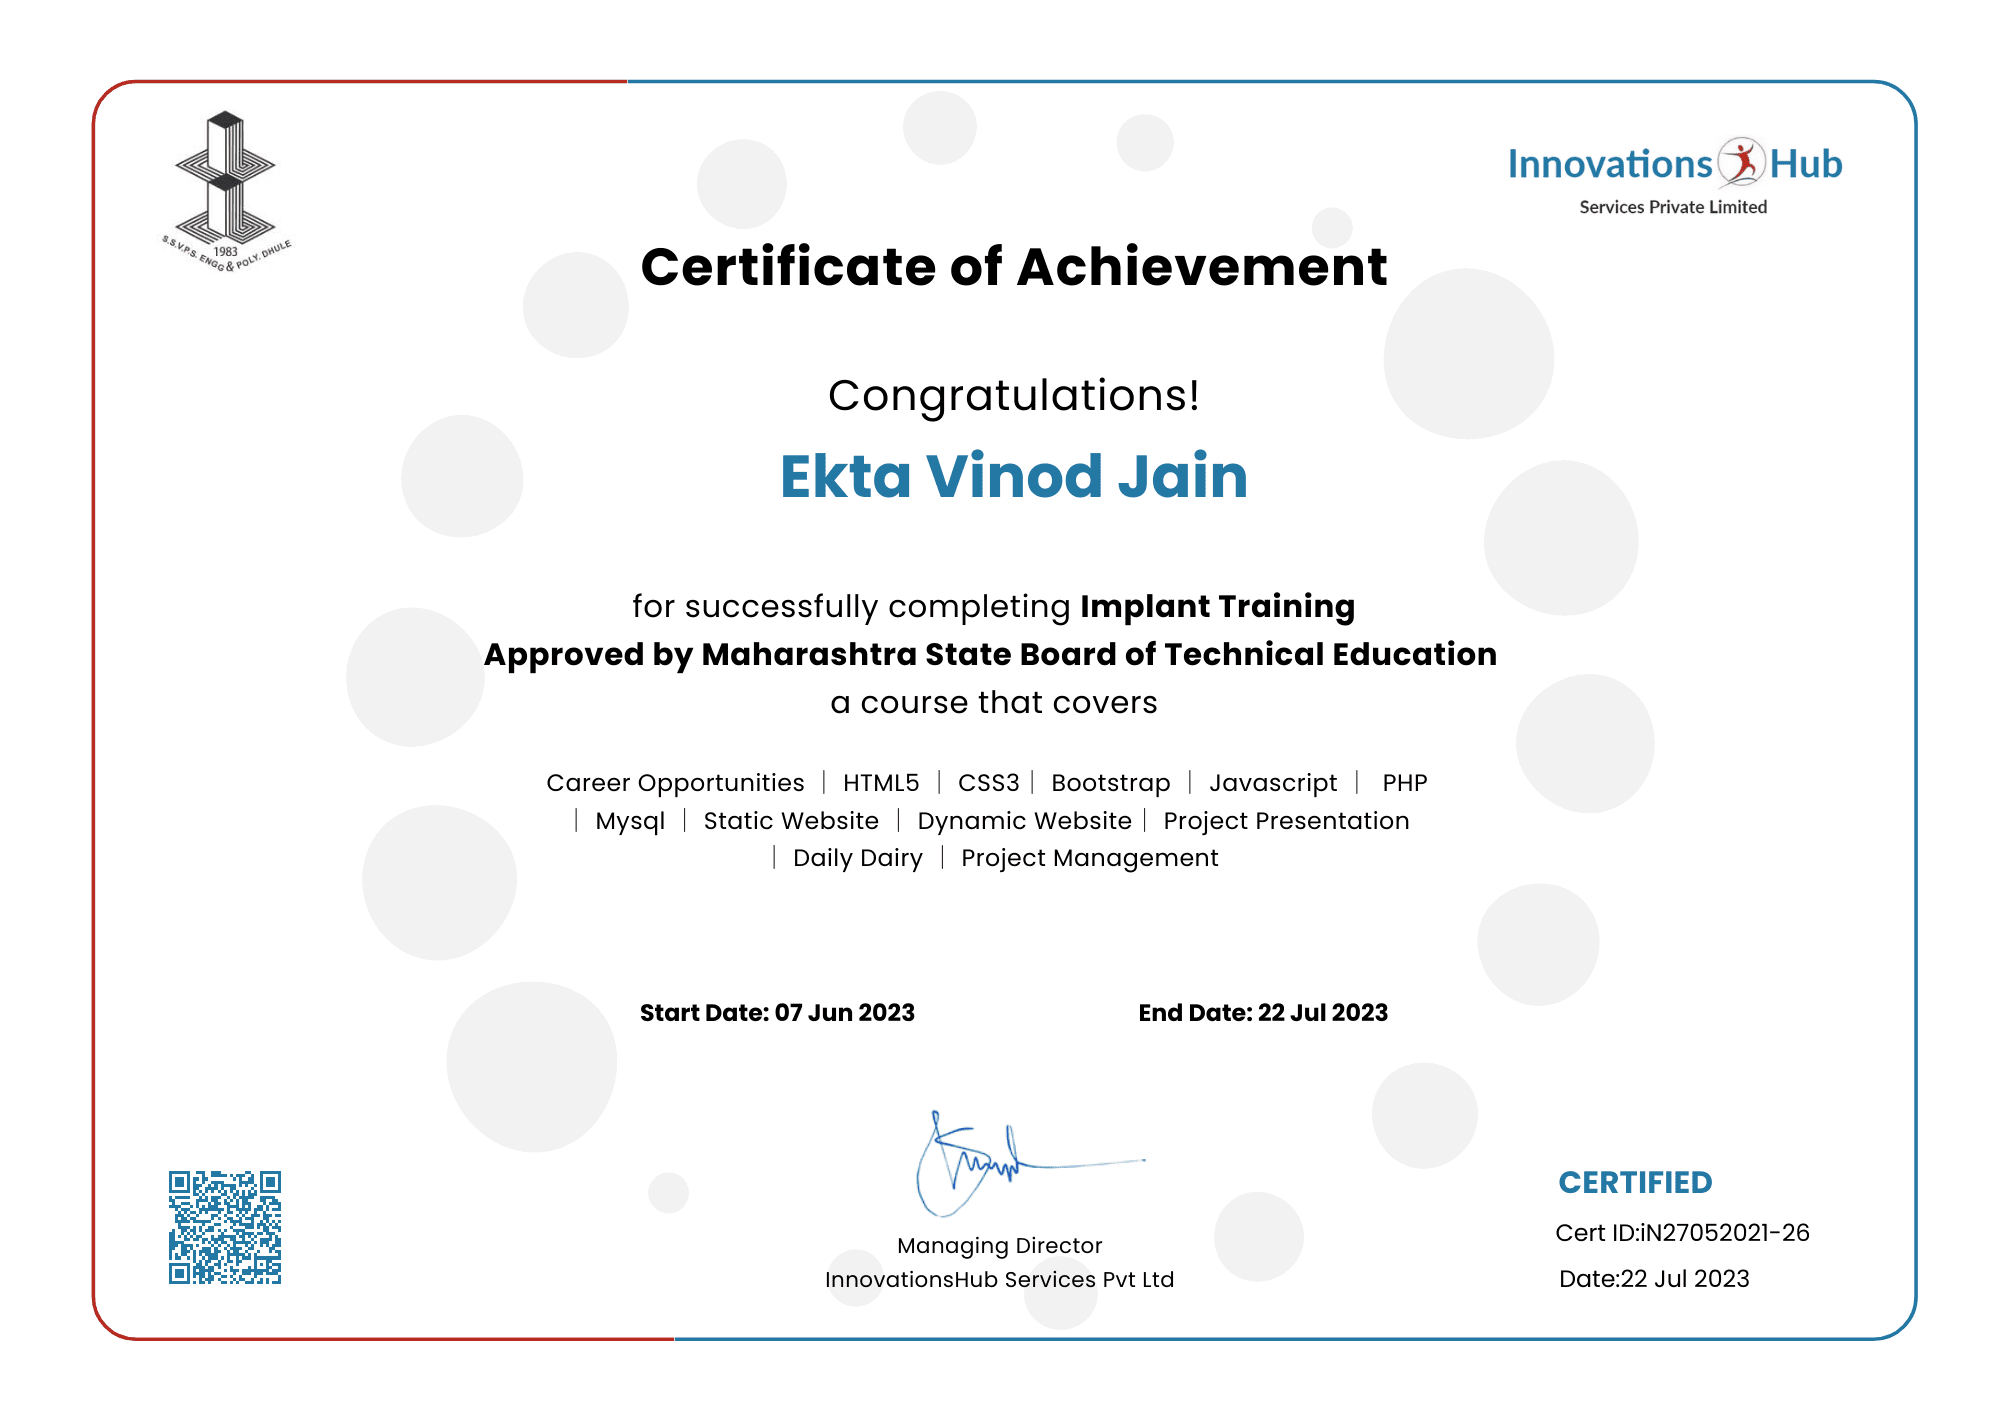 S.S.V.P.S. ENGG & POLY. DHULE
1983
Innovations Hub
Services Private Limited
Certificate of Achievement
Congratulations!
Ekta Vinod Jain
for successfully completing Implant Training
Approved by Maharashtra State Board of Technical Education
a course that covers
Career Opportunities | HTML5 | CSS3 | Bootstrap | Javascript | PHP
| Mysql | Static Website | Dynamic Website | Project Presentation
| Daily Dairy | Project Management
Start Date: 07 Jun 2023 End Date: 22 Jul 2023
Managing Director
InnovationsHub Services Pvt Ltd
CERTIFIED
Cert ID:iN27052021-26
Date:22 Jul 2023